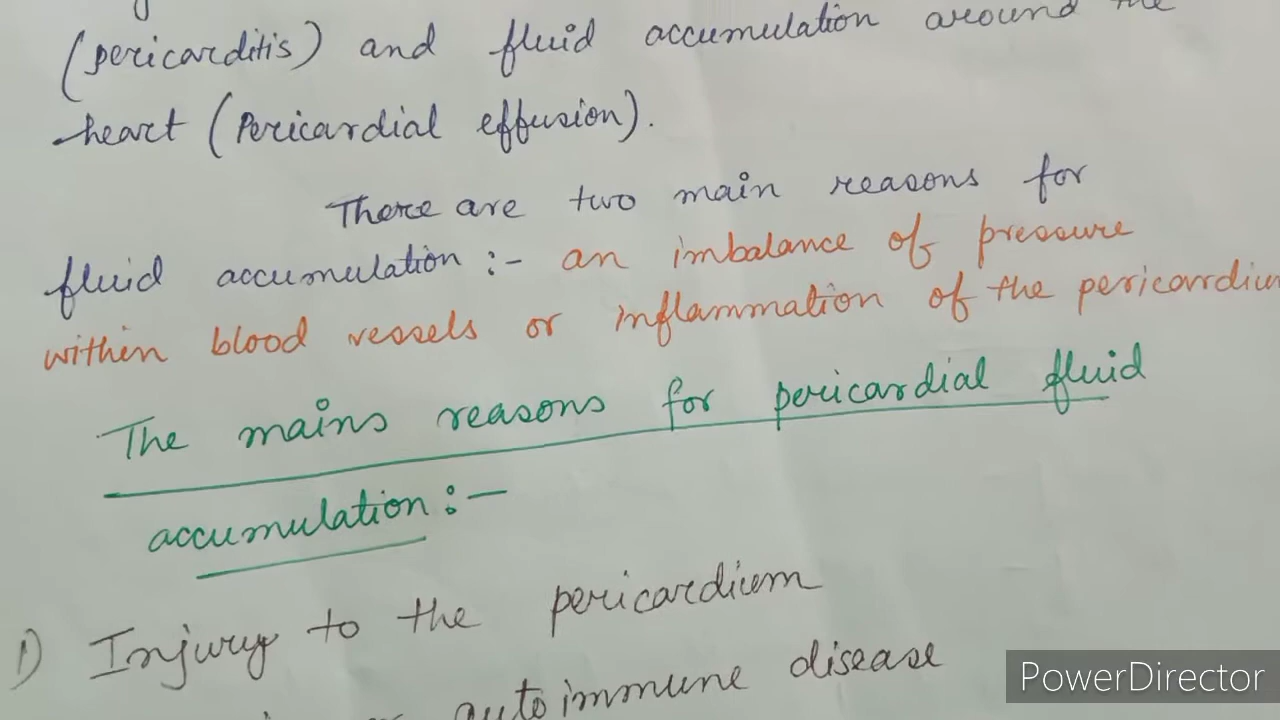 (pericarditis) and fluid accumulation around the
heart (Pericardial effusion).
There are two main reasons for
fluid accumulation :- an imbalance of pressure
within blood vessels or inflammation of the pericardium
The mains reasons for pericardial fluid
accumulation :-
1) Injury to the pericardium
autoimmune disease
PowerDirector